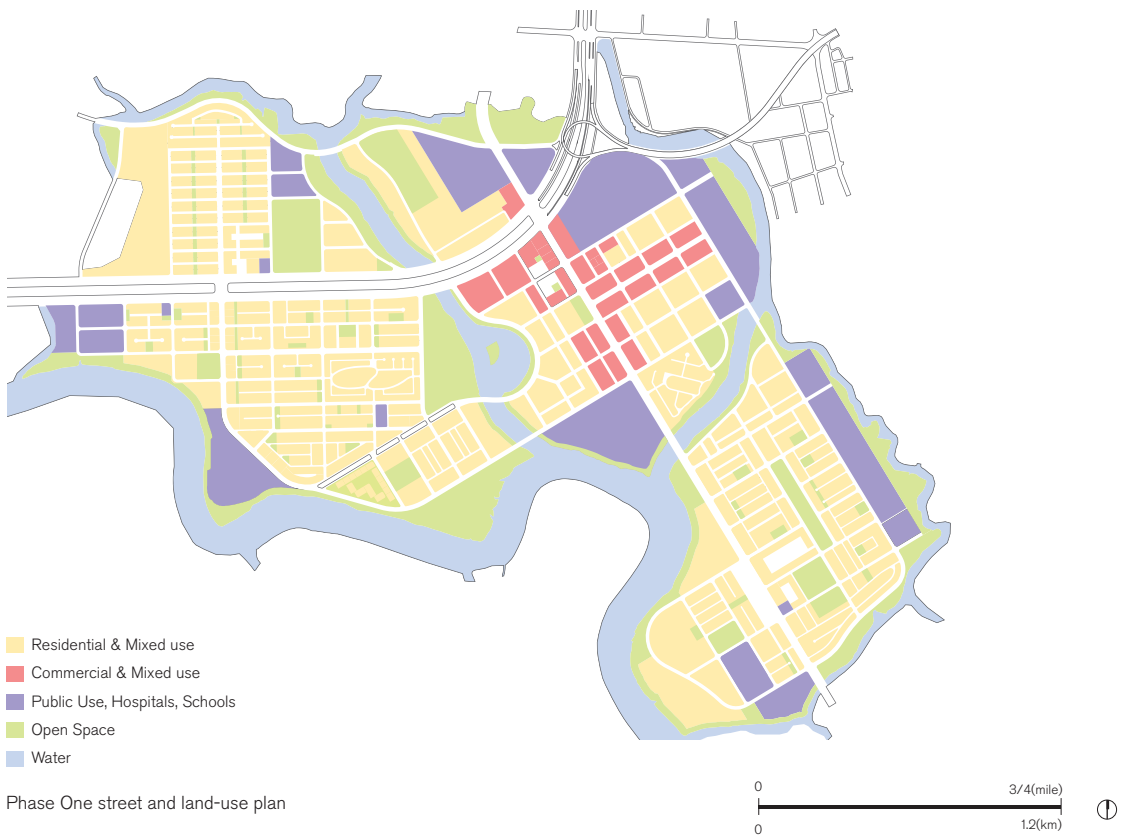 Residential & Mixed use
Commercial & Mixed use
Public Use, Hospitals, Schools
Open Space
Water
Phase One street and land-use plan
0
3/4(mile)
0
1.2(km)